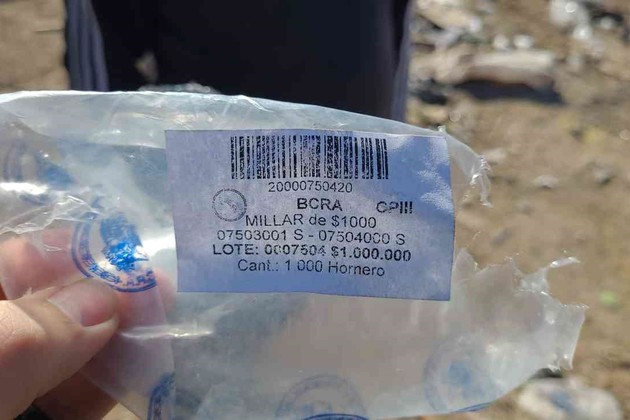 20000750420
BCRA CPIII
MILLAR de $1000
07503001 S - 07504000 S
LOTE: 0007504 $1.000.000
Cant.: 1 000 Hornero